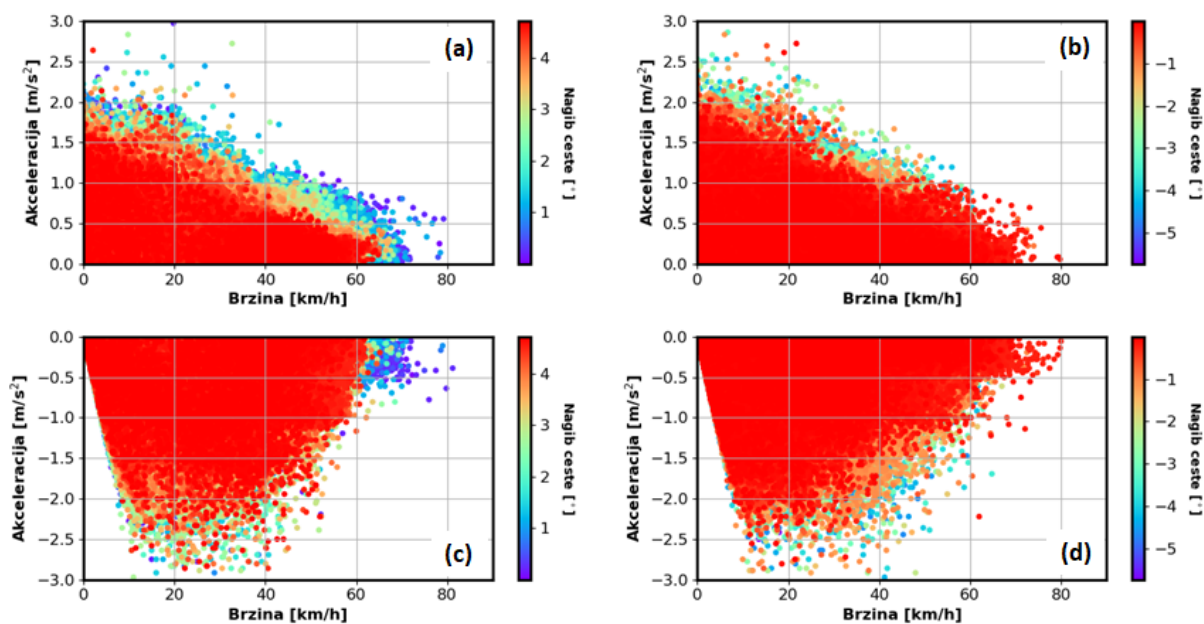 3.0
2.5
2.0
1.5
1.0
0.5
0.0
Akceleracija [m/s²]
0 20 40 60 80
Brzina [km/h]
(a)
4
3
2
1
Nagib ceste [°]
3.0
2.5
2.0
1.5
1.0
0.5
0.0
Akceleracija [m/s²]
0 20 40 60 80
Brzina [km/h]
(b)
−1
−2
−3
−4
−5
Nagib ceste [°]
0.0
−0.5
−1.0
−1.5
−2.0
−2.5
−3.0
Akceleracija [m/s²]
0 20 40 60 80
Brzina [km/h]
(c)
4
3
2
1
Nagib ceste [°]
0.0
−0.5
−1.0
−1.5
−2.0
−2.5
−3.0
Akceleracija [m/s²]
0 20 40 60 80
Brzina [km/h]
(d)
−1
−2
−3
−4
−5
Nagib ceste [°]